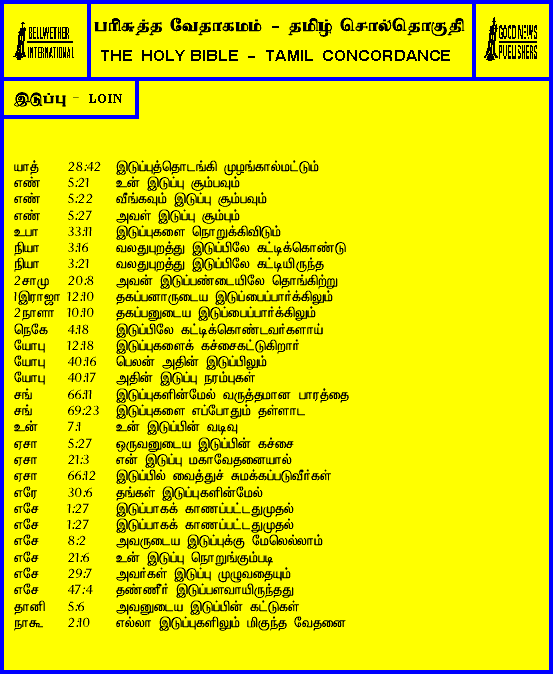 BELLWETHER
INTERNATIONAL
பரிசுத்த வேதாகமம் - தமிழ் சொல்தொகுதி
THE HOLY BIBLE - TAMIL CONCORDANCE
GOOD NEWS
PUBLISHERS
இடுப்பு - LOIN
யாத் 28:42 இடுப்புத்தொடங்கி முழங்கால்மட்டும்
எண் 5:21 உன் இடுப்பு சூம்பவும்
எண் 5:22 வீங்கவும் இடுப்பு சூம்பவும்
எண் 5:27 அவள் இடுப்பு சூம்பும்
உபா 33:11 இடுப்புகளை நொறுக்கிவிடும்
நியா 3:16 வலதுபுறத்து இடுப்பிலே கட்டிக்கொண்டு
நியா 3:21 வலதுபுறத்து இடுப்பிலே கட்டியிருந்த
2சாமு 20:8 அவன் இடுப்பண்டையிலே தொங்கிற்று
1இராஜா 12:10 தகப்பனாருடைய இடுப்பைப்பார்க்கிலும்
2நாளா 10:10 தகப்பனுடைய இடுப்பைப்பார்க்கிலும்
நெகே 4:18 இடுப்பிலே கட்டிக்கொண்டவர்களாய்
யோபு 12:18 இடுப்புகளைக் கச்சைகட்டுகிறார்
யோபு 40:16 பெலன் அதின் இடுப்பிலும்
யோபு 40:17 அதின் இடுப்பு நரம்புகள்
சங் 66:11 இடுப்புகளின்மேல் வருத்தமான பாரத்தை
சங் 69:23 இடுப்புகளை எப்போதும் தள்ளாட
உன் 7:1 உன் இடுப்பின் வடிவு
ஏசா 5:27 ஒருவனுடைய இடுப்பின் கச்சை
ஏசா 21:3 என் இடுப்பு மகாவேதனையால்
ஏசா 66:12 இடுப்பில் வைத்துச் சுமக்கப்படுவீர்கள்
எரே 30:6 தங்கள் இடுப்புகளின்மேல்
எசே 1:27 இடுப்பாகக் காணப்பட்டதுமுதல்
எசே 1:27 இடுப்பாகக் காணப்பட்டதுமுதல்
எசே 8:2 அவருடைய இடுப்புக்கு மேலெல்லாம்
எசே 21:6 உன் இடுப்பு நொறுங்கும்படி
எசே 29:7 அவர்கள் இடுப்பு முழுவதையும்
எசே 47:4 தண்ணீர் இடுப்பளவாயிருந்தது
தானி 5:6 அவனுடைய இடுப்பின் கட்டுகள்
நாகூ 2:10 எல்லா இடுப்புகளிலும் மிகுந்த வேதனை